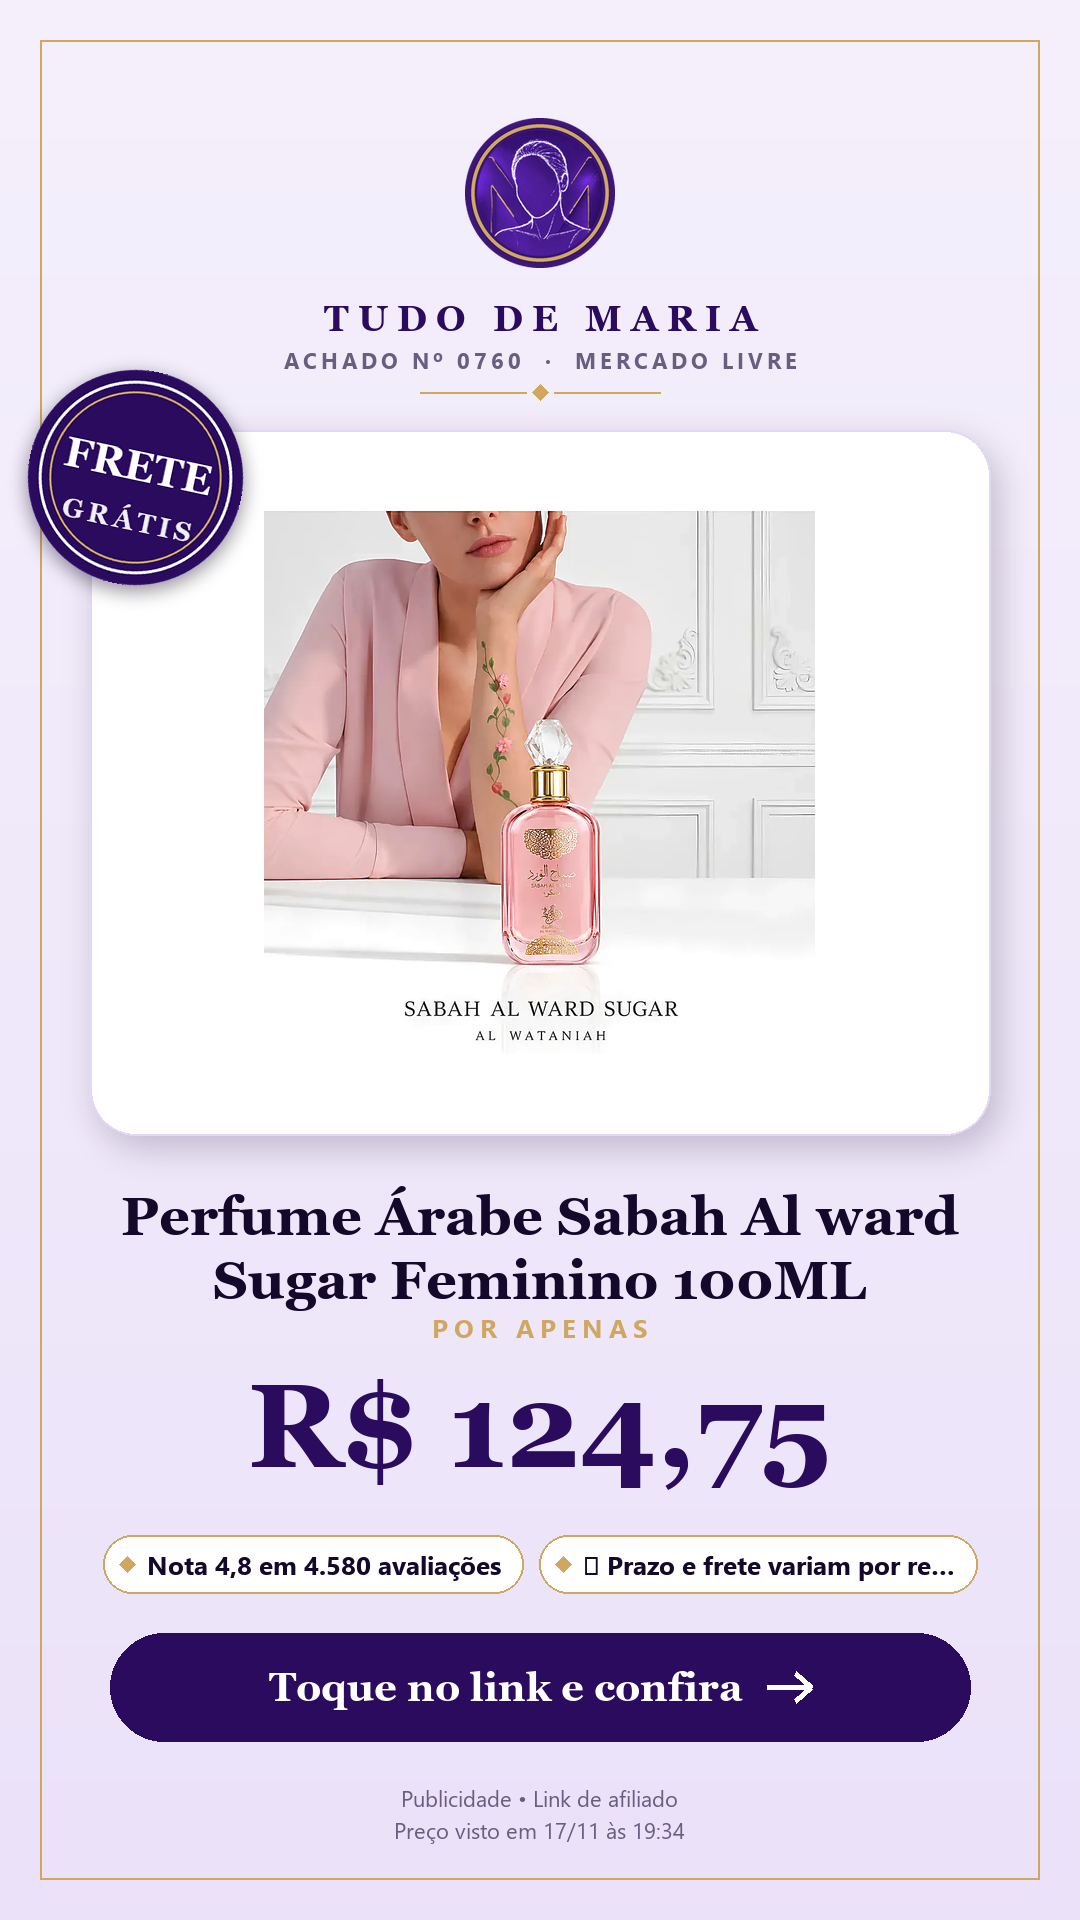 TUDO DE MARIA
ACHADO Nº 0760 · MERCADO LIVRE
FRETE
GRÁTIS
صباح الورد
SABAH AL WARD SUGAR
AL WATANIAH
Perfume Árabe Sabah Al ward
Sugar Feminino 100ML
POR APENAS
R$ 124,75
Nota 4,8 em 4.580 avaliações
Prazo e frete variam por re...
Toque no link e confira →
Publicidade • Link de afiliado
Preço visto em 17/11 às 19:34